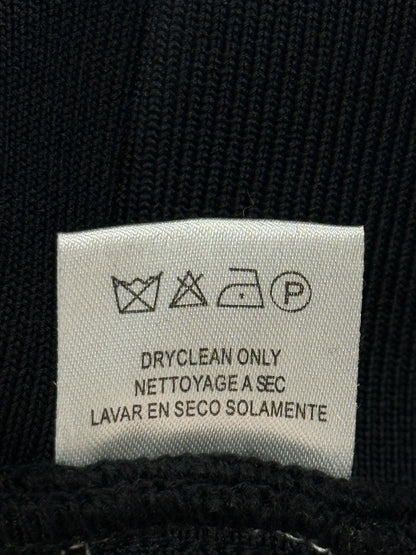 P
DRYCLEAN ONLY
NETTOYAGE A SEC
LAVAR EN SECO SOLAMENTE